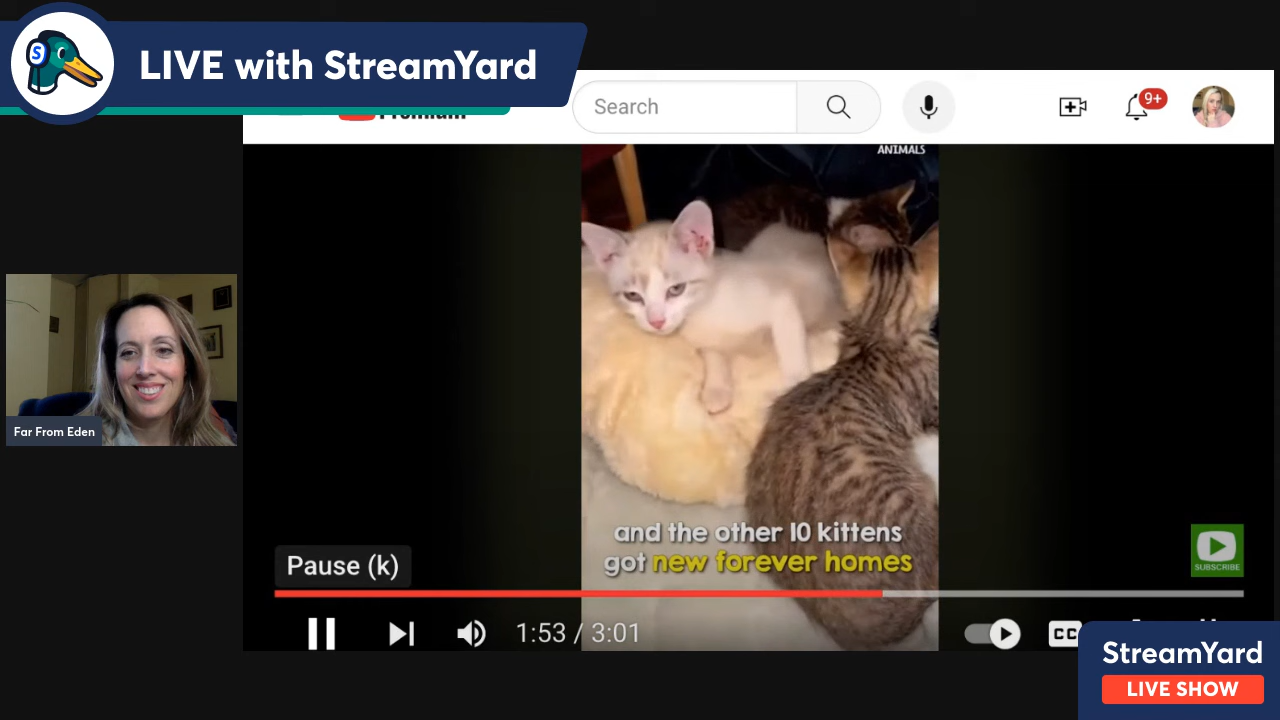 LIVE with StreamYard
S
Premium
Search
9+
ANIMALS
Far From Eden
and the other 10 kittens
got new forever homes
SUBSCRIBE
Pause (k)
1:53 / 3:01
CC
StreamYard
LIVE SHOW